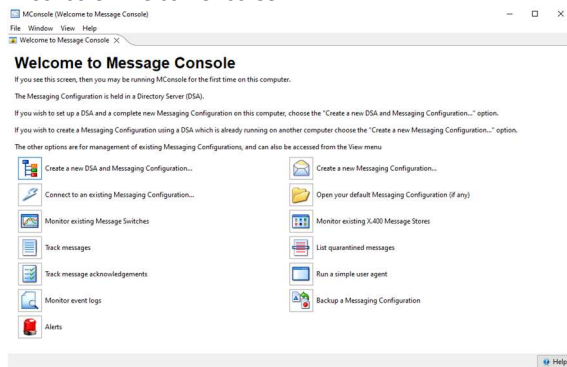 MConsole (Welcome to Message Console)
File Window View Help
Welcome to Message Console
Welcome to Message Console
If you see this screen, then you may be running MConsole for the first time on this computer.
The Messaging Configuration is held in a Directory Server (DSA).
If you wish to set up a DSA and a complete new Messaging Configuration on this computer, choose the "Create a new DSA and Messaging Configuration..." option.
If you wish to create a Messaging Configuration using a DSA which is already running on another computer choose the "Create a new Messaging Configuration..." option.
The other options are for management of existing Messaging Configurations, and can also be accessed from the View menu
Create a new DSA and Messaging Configuration... Create a new Messaging Configuration...
Connect to an existing Messaging Configuration... Open your default Messaging Configuration (if any)
Monitor existing Message Switches Monitor existing X.400 Message Stores
Track messages List quarantined messages
Track message acknowledgements Run a simple user agent
Monitor event logs Backup a Messaging Configuration
Alerts
Help